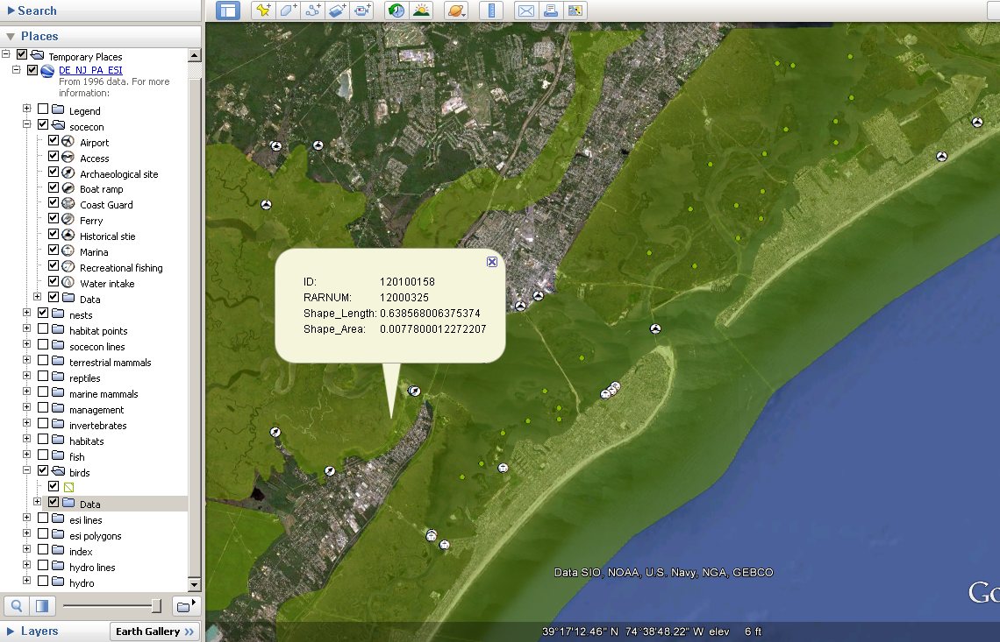 Search
Places
Temporary Places
DE_NJ_PA_ESI
From 1996 data. For more
information:
Legend
socecon
Airport
Access
Archaeological site
Boat ramp
Coast Guard
Ferry
Historical stie
Marina
Recreational fishing
Water intake
Data
nests
habitat points
socecon lines
terrestrial mammals
reptiles
marine mammals
management
invertebrates
habitats
fish
birds
Data
esi lines
esi polygons
index
hydro lines
hydro
Layers
Earth Gallery »
ID: 120100158
RARNUM: 12000325
Shape_Length: 0.638568006375374
Shape_Area: 0.0077800012272207
Data SIO, NOAA, U.S. Navy, NGA, GEBCO
Go
39°17'12.46" N 74°38'48.22" W elev 6 ft